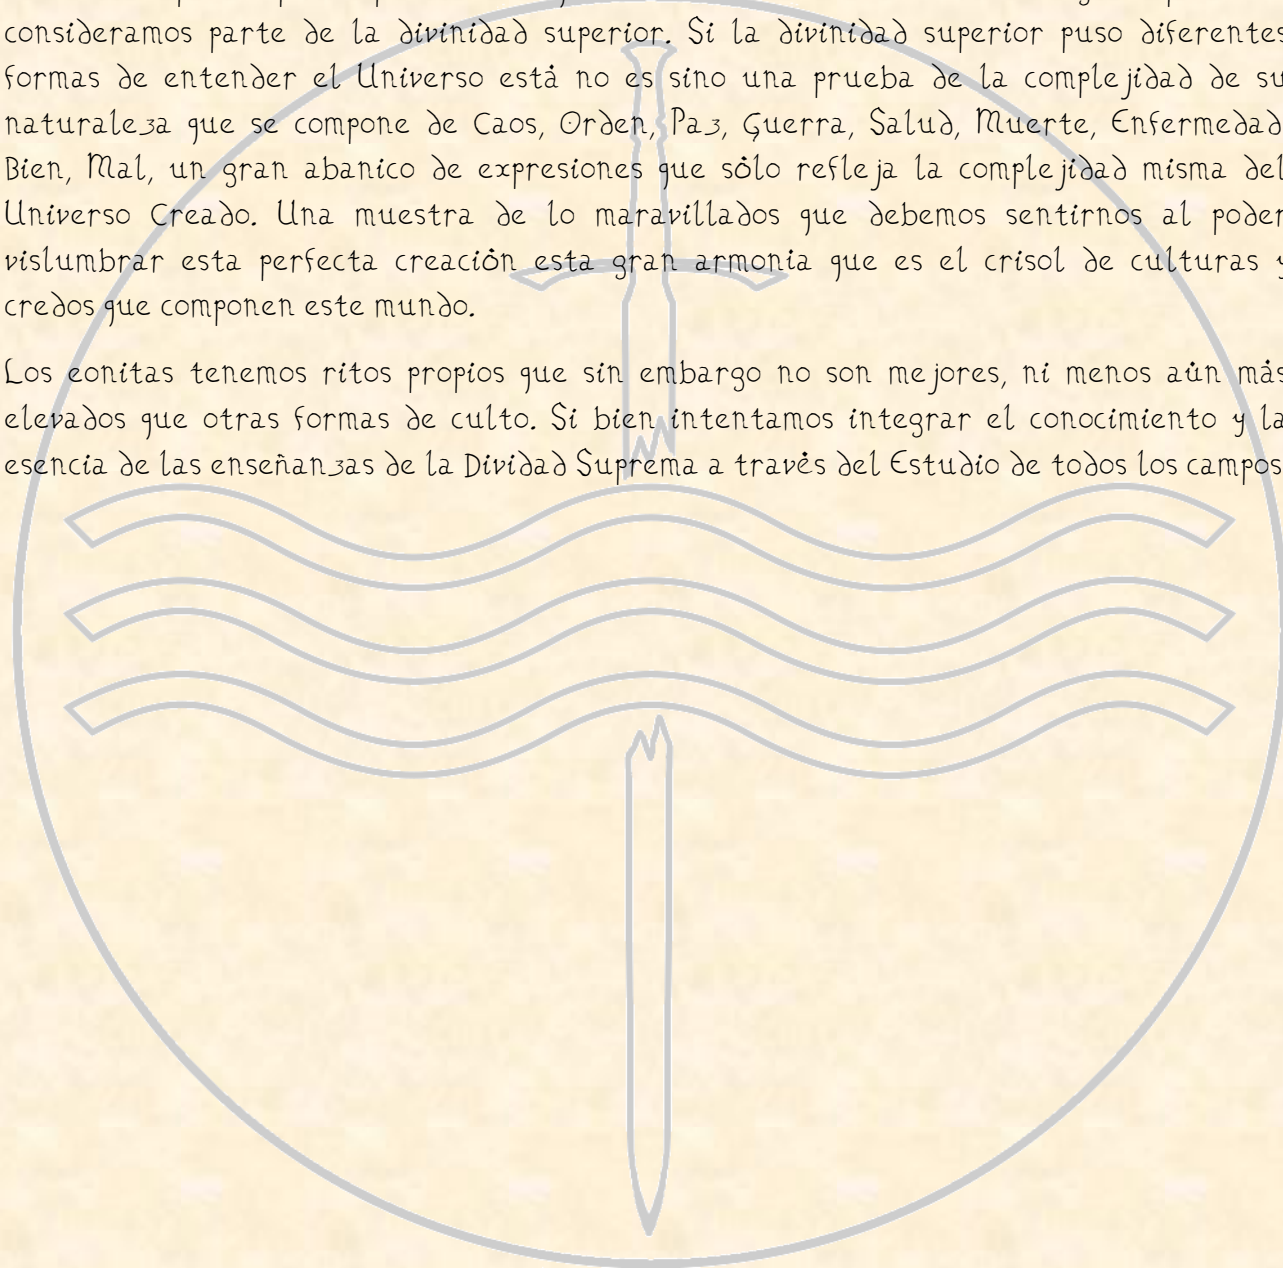 consideramos parte de la divinidad superior. Si la divinidad superior puso diferentes
formas de entender el Universo está no es sino una prueba de la complejidad de su
naturaleza que se compone de Caos, Orden, Paz, Guerra, Salud, Muerte, Enfermedad
Bien, Mal, un gran abanico de expresiones que sólo refleja la complejidad misma del
Universo Creado. Una muestra de lo maravillados que debemos sentirnos al poder
vislumbrar esta perfecta creación esta gran armonia que es el crisol de culturas y
credos que componen este mundo.
Los eonitas tenemos ritos propios que sin embargo no son mejores, ni menos aún más
elevados que otras formas de culto. Si bien intentamos integrar el conocimiento y la
esencia de las enseñanzas de la Dividad Suprema a través del Estudio de todos los campos